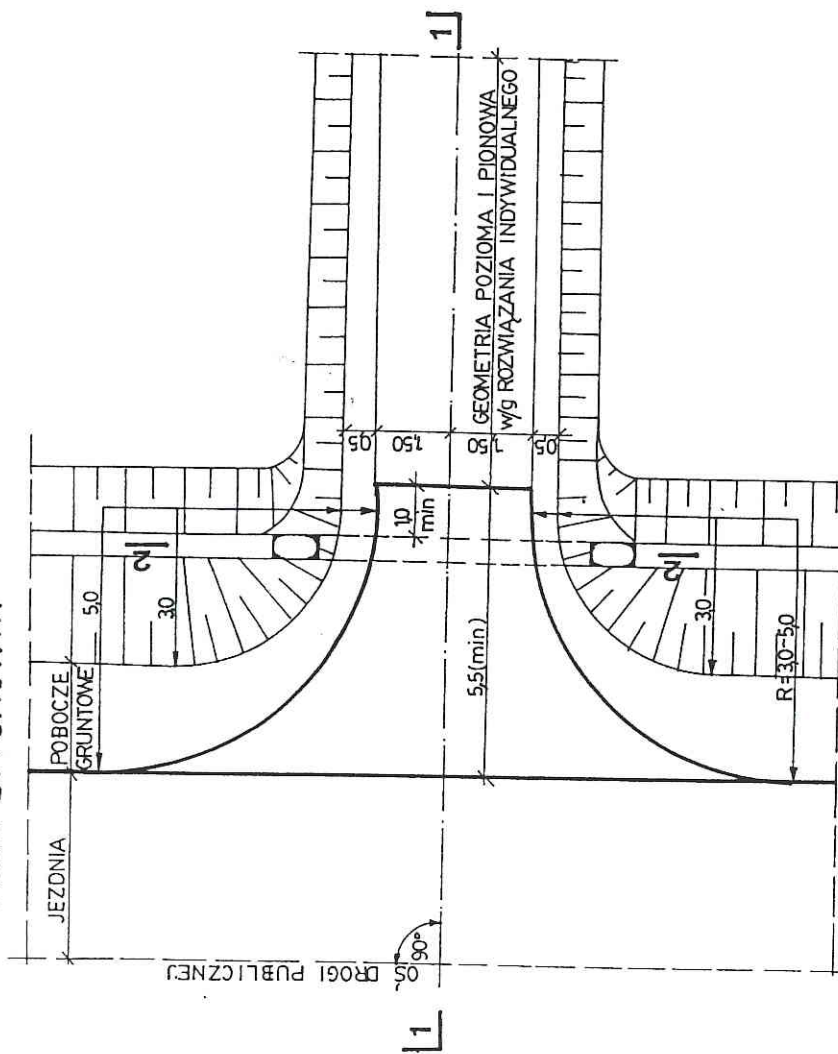 1
1
JEZDNIA
POBOCZE
GRUNTOWE
5,0
3,0
2
OŚ DROGI PUBLICZNEJ
90°
1,0
min
0,5
1,50
1,50
0,5
5,5(min)
GEOMETRIA POZIOMA I PIONOWA
w/g ROZWIĄZANIA INDYWIDUALNEGO
2
3,0
R=3,0-5,0